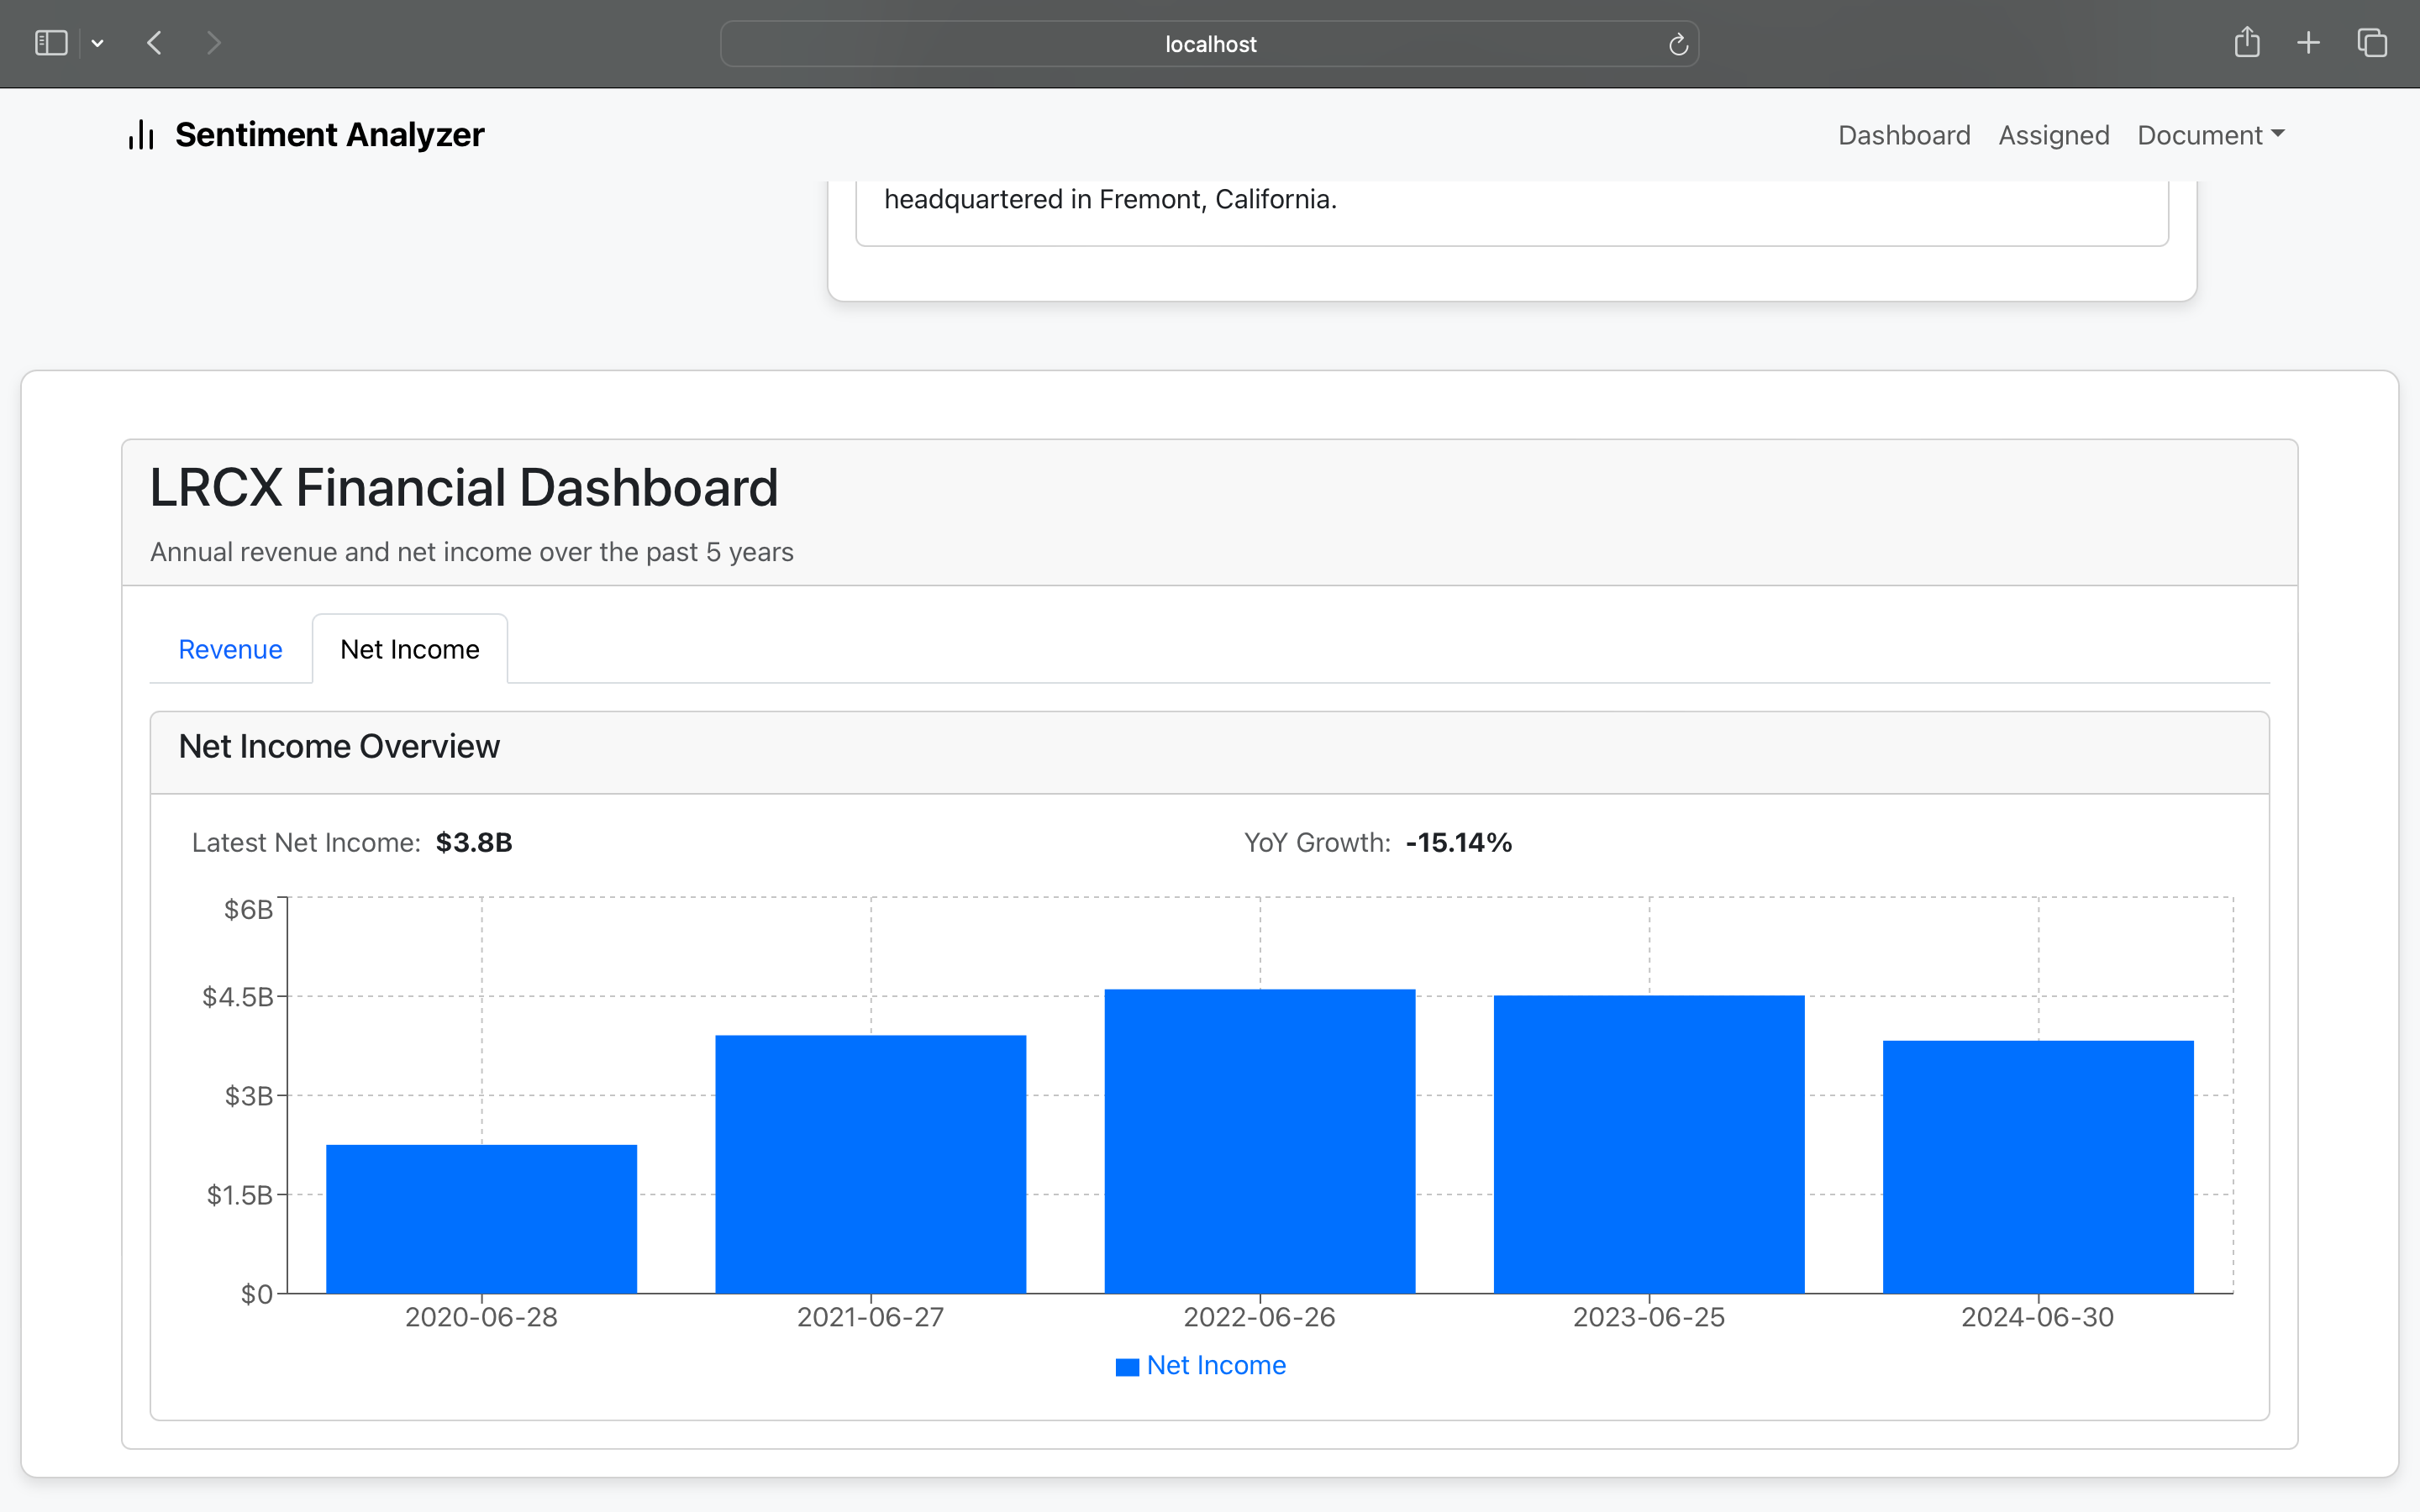 localhost
Sentiment Analyzer
Dashboard Assigned Document
headquartered in Fremont, California.
LRCX Financial Dashboard
Annual revenue and net income over the past 5 years
Revenue Net Income
Net Income Overview
Latest Net Income: $3.8B YoY Growth: -15.14%
$6B
$4.5B
$3B
$1.5B
$0
2020-06-28 2021-06-27 2022-06-26 2023-06-25 2024-06-30
Net Income